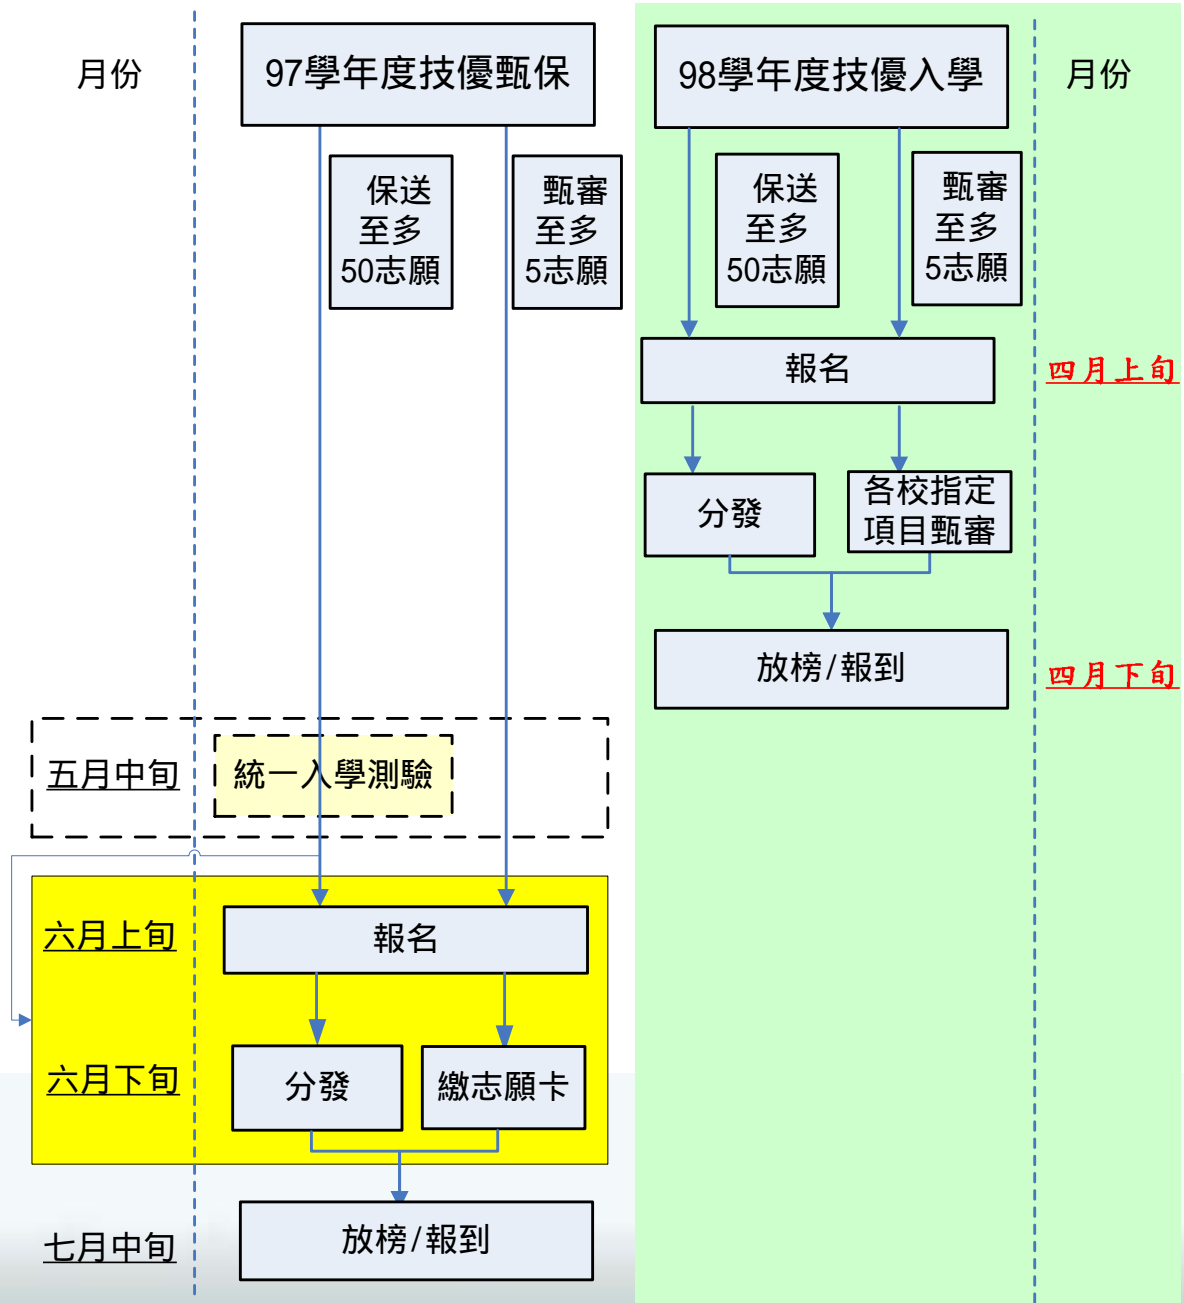 月份
97學年度技優甄保
98學年度技優入學
月份
保送
至多
50志願
甄審
至多
5志願
保送
至多
50志願
甄審
至多
5志願
報名
四月上旬
分發
各校指定
項目甄審
放榜/報到
四月下旬
五月中旬
統一入學測驗
六月上旬
報名
六月下旬
分發
繳志願卡
七月中旬
放榜/報到